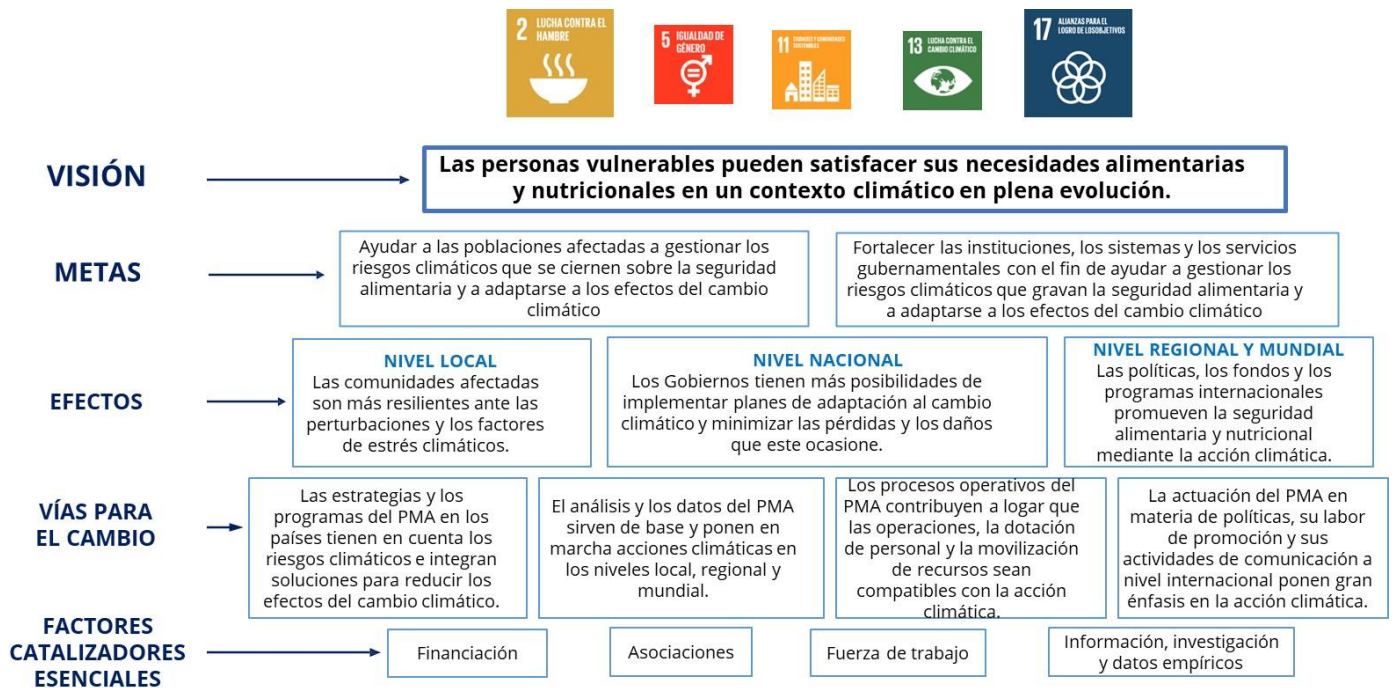 2 LUCHA CONTRA EL
HAMBRE
5 IGUALDAD DE
GÉNERO
11 CIUDADES Y COMUNIDADES
SOSTENIBLES
13 LUCHA CONTRA EL
CAMBIO CLIMÁTICO
17 ALIANZAS PARA EL
LOGRO DE LOSOBJETIVOS
VISIÓN
Las personas vulnerables pueden satisfacer sus necesidades alimentarias
y nutricionales en un contexto climático en plena evolución.
METAS
Ayudar a las poblaciones afectadas a gestionar los
riesgos climáticos que se ciernen sobre la seguridad
alimentaria y a adaptarse a los efectos del cambio
climático
Fortalecer las instituciones, los sistemas y los servicios
gubernamentales con el fin de ayudar a gestionar los
riesgos climáticos que gravan la seguridad alimentaria y
a adaptarse a los efectos del cambio climático
EFECTOS
NIVEL LOCAL
Las comunidades afectadas
son más resilientes ante las
perturbaciones y los factores
de estrés climáticos.
NIVEL NACIONAL
Los Gobiernos tienen más posibilidades de
implementar planes de adaptación al cambio
climático y minimizar las pérdidas y los daños
que este ocasione.
NIVEL REGIONAL Y MUNDIAL
Las políticas, los fondos y los
programas internacionales
promueven la seguridad
alimentaria y nutricional
mediante la acción climática.
VÍAS PARA
EL CAMBIO
Las estrategias y los
programas del PMA en los
países tienen en cuenta los
riesgos climáticos e integran
soluciones para reducir los
efectos del cambio climático.
El análisis y los datos del PMA
sirven de base y ponen en
marcha acciones climáticas en
los niveles local, regional y
mundial.
Los procesos operativos del
PMA contribuyen a logar que
las operaciones, la dotación
de personal y la movilización
de recursos sean
compatibles con la acción
climática.
La actuación del PMA en
materia de políticas, su labor
de promoción y sus
actividades de comunicación a
nivel internacional ponen gran
énfasis en la acción climática.
FACTORES
CATALIZADORES
ESENCIALES
Financiación
Asociaciones
Fuerza de trabajo
Información, investigación
y datos empíricos